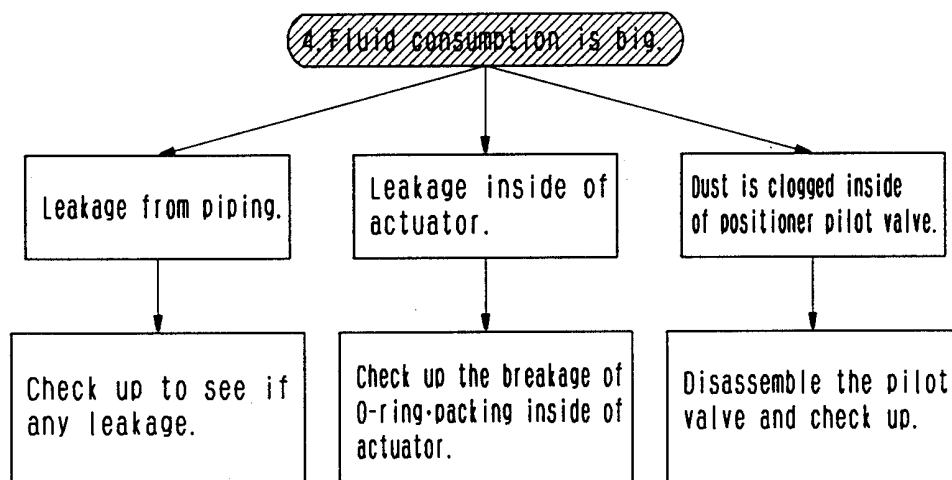 4. Fluid consumption is big.
Leakage from piping.
Leakage inside of
actuator.
Dust is clogged inside
of positioner pilot valve.
Check up to see if
any leakage.
Check up the breakage of
O-ring·packing inside of
actuator.
Disassemble the pilot
valve and check up.